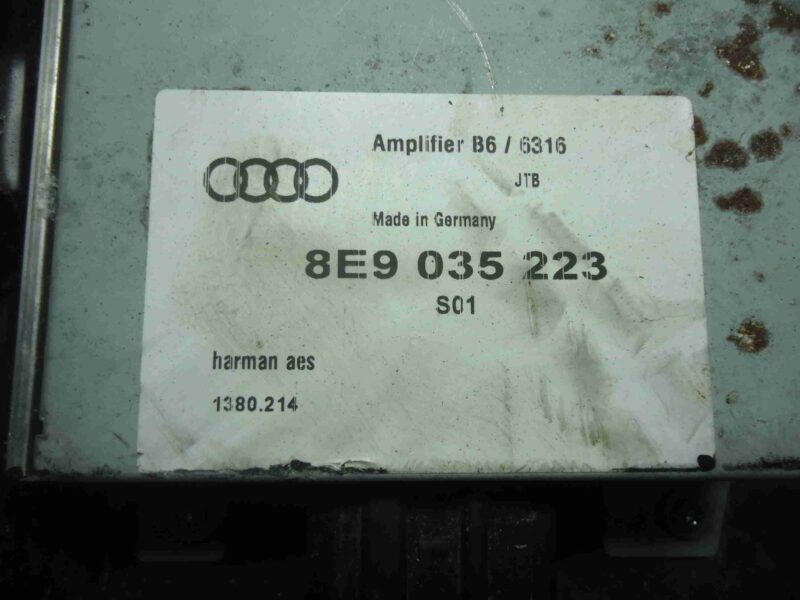 Amplifier B6 / 6316
JTB
Made in Germany
8E9 035 223
S01
harman aes
1380.214